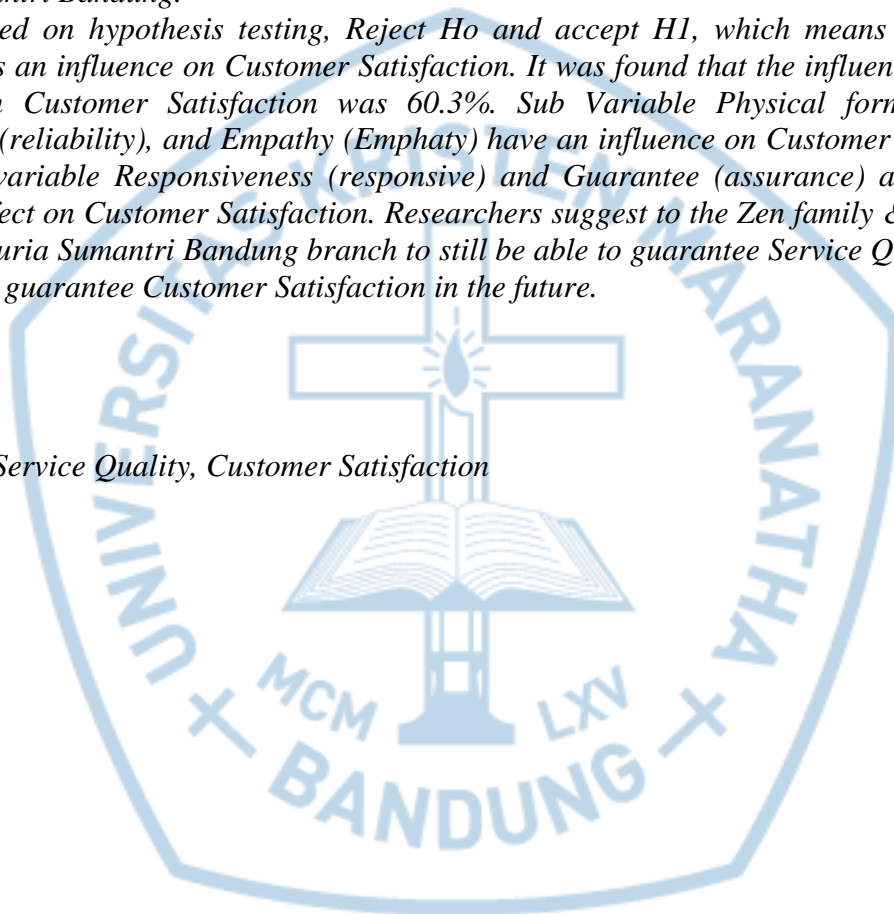 ntri Bandung.
ed on hypothesis testing, Reject Ho and accept H1, which means
s an influence on Customer Satisfaction. It was found that the influen
n Customer Satisfaction was 60.3%. Sub Variable Physical form
(reliability), and Empathy (Emphaty) have an influence on Customer
variable Responsiveness (responsive) and Guarantee (assurance) a
fect on Customer Satisfaction. Researchers suggest to the Zen family &
uria Sumantri Bandung branch to still be able to guarantee Service Q
guarantee Customer Satisfaction in the future.
Service Quality, Customer Satisfaction
UNIVERSITAS KRISTEN MARANATHA
MCM LXV
BANDUNG